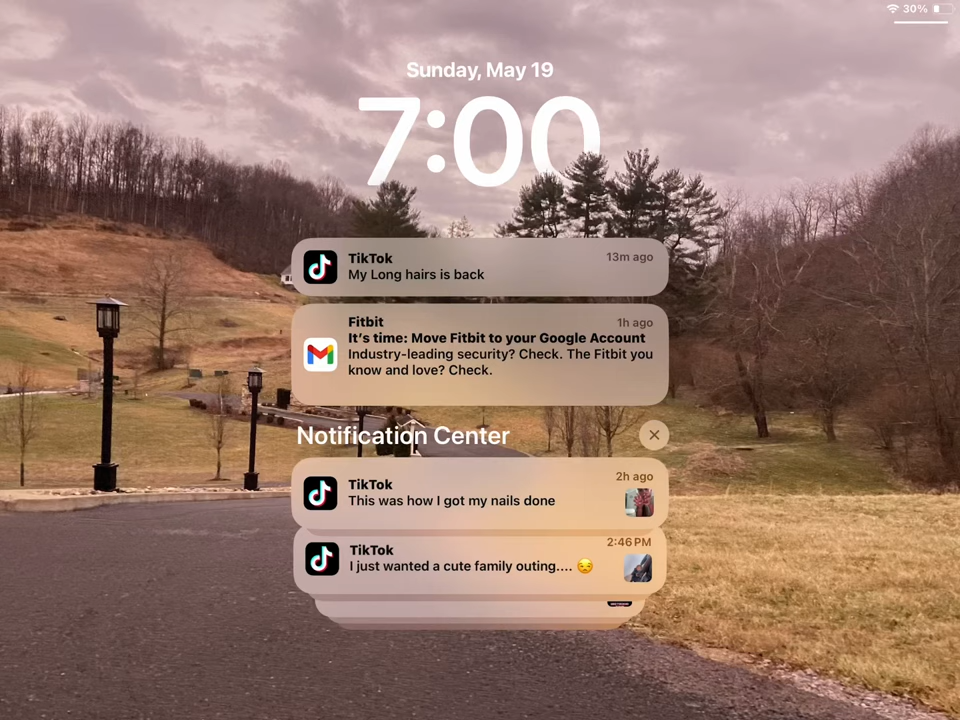 30%
Sunday, May 19
7:00
TikTok 13m ago
My Long hairs is back
Fitbit 1h ago
It's time: Move Fitbit to your Google Account
Industry-leading security? Check. The Fitbit you
know and love? Check.
Notification Center
TikTok 2h ago
This was how I got my nails done
TikTok 2:46 PM
I just wanted a cute family outing.... 😒